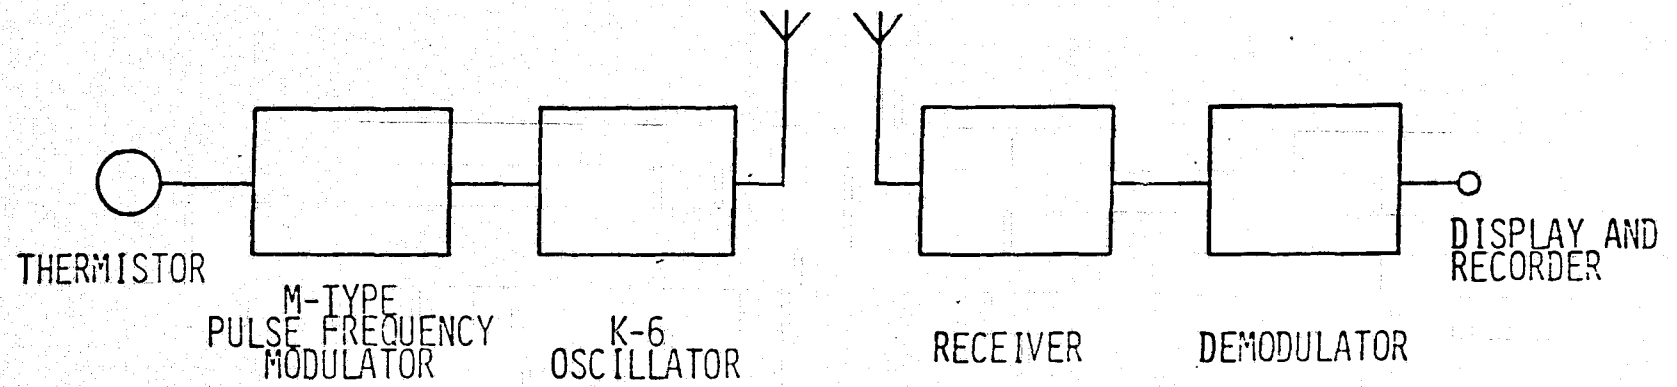 THERMISTOR
M-TYPE
PULSE FREQUENCY
MODULATOR
K-6
OSCILLATOR
RECEIVER
DEMODULATOR
DISPLAY AND
RECORDER